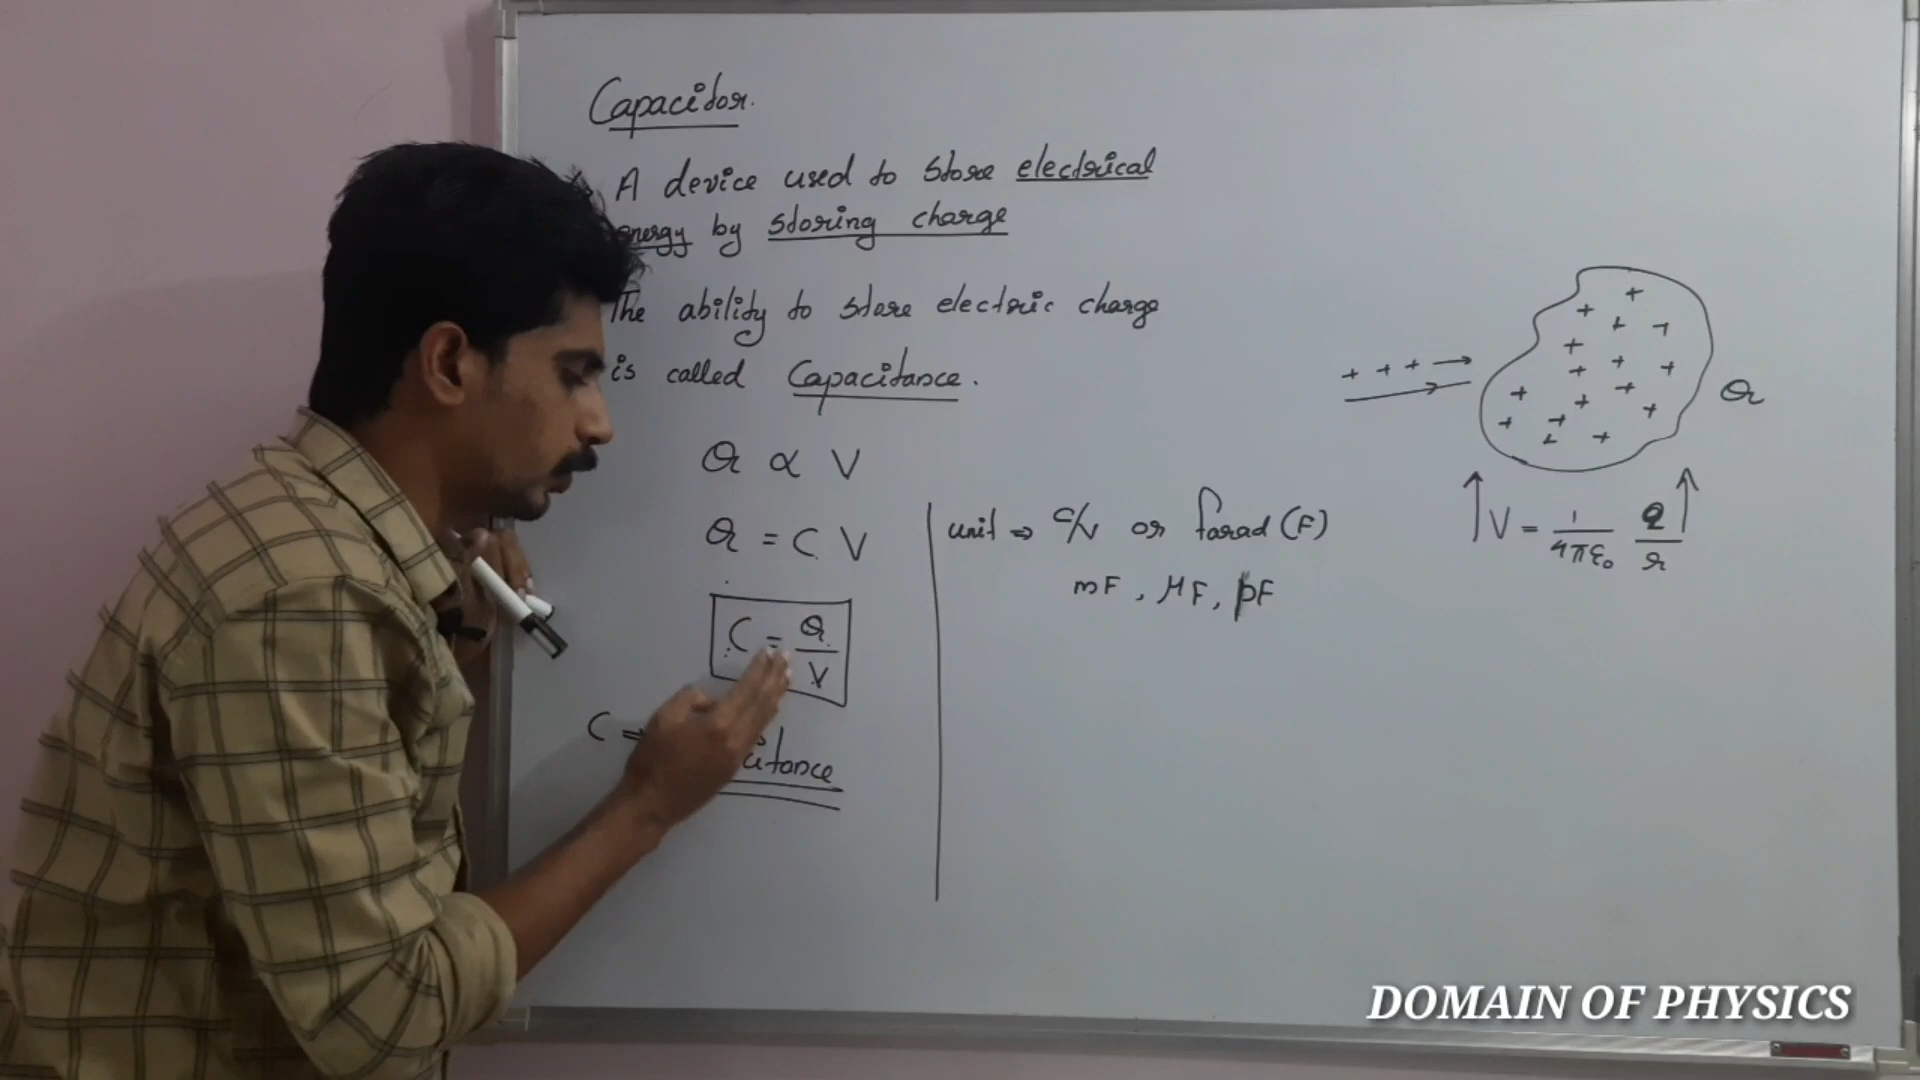 Capacitor.
A device used to store electrical
energy by storing charge
The ability to store electric charge
is called Capacitance.
Q ∝ V
Q = C V
C = Q/V
C ⇒
unit ⇒ C/V or farad (F)
mF, μF, pF
+ + + →
Q
V = 1/4πε₀ Q/r
DOMAIN OF PHYSICS